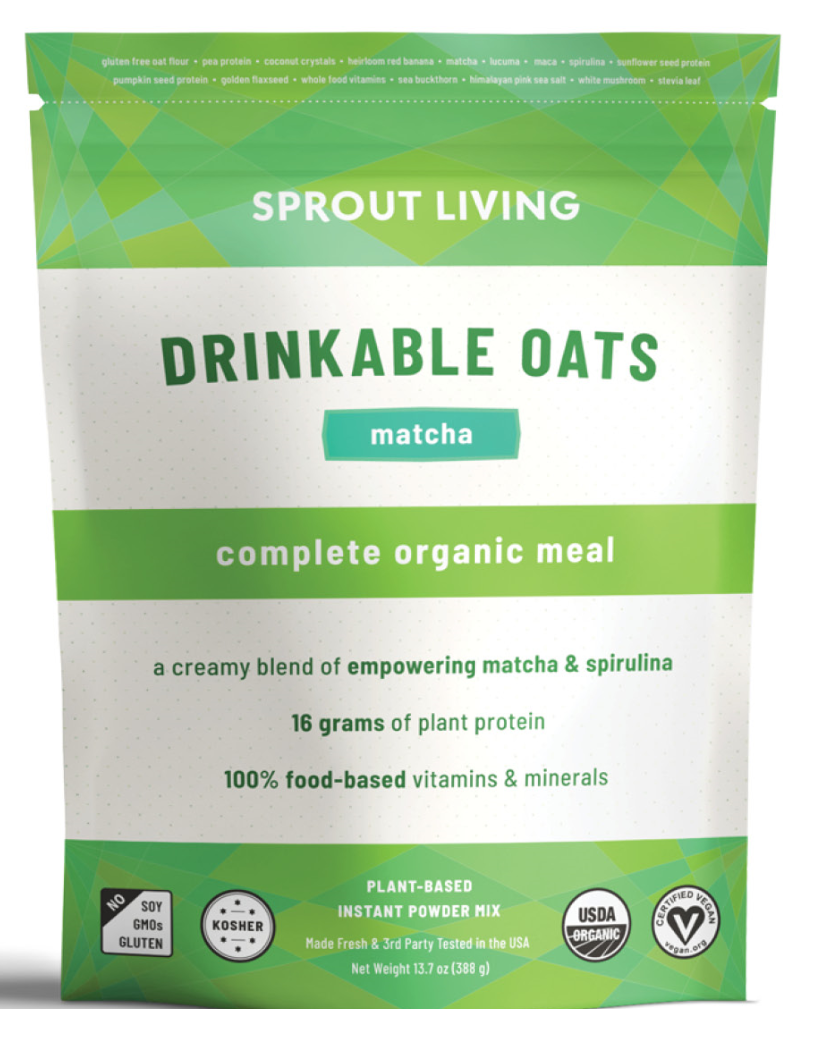 gluten free oat flour • pea protein • coconut crystals • heirloom red banana • matcha • lucuma • maca • spirulina • sunflower seed protein
pumpkin seed protein • golden flaxseed • whole food vitamins • sea buckthorn • himalayan pink sea salt • white mushroom • stevia leaf
SPROUT LIVING
DRINKABLE OATS
matcha
complete organic meal
a creamy blend of empowering matcha & spirulina
16 grams of plant protein
100% food-based vitamins & minerals
NO
SOY
GMOs
GLUTEN
KOSHER
PLANT-BASED
INSTANT POWDER MIX
Made Fresh & 3rd Party Tested in the USA
Net Weight 13.7 oz (388 g)
USDA
ORGANIC
CERTIFIED VEGAN
V
vegan.org